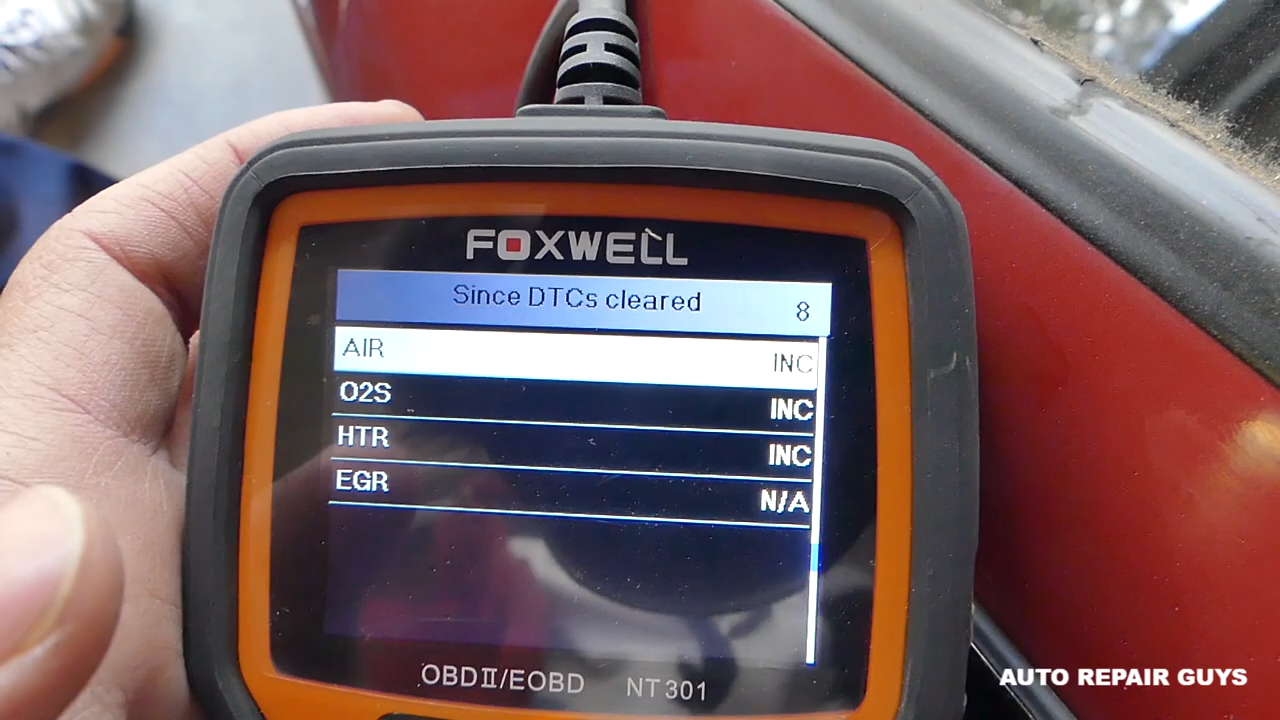 FOXWELL
Since DTCs cleared 8
AIR INC
O2S INC
HTR INC
EGR N/A
OBDII/EOBD NT301
AUTO REPAIR GUYS